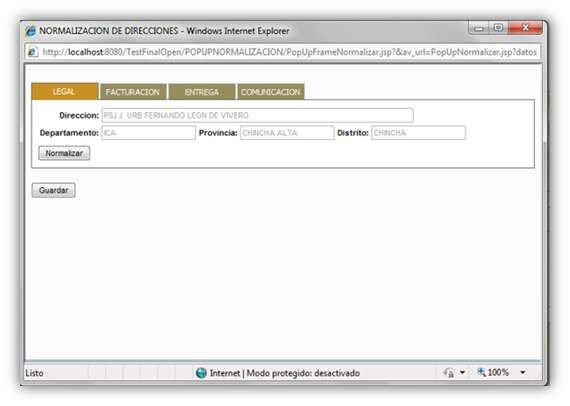 NORMALIZACION DE DIRECCIONES - Windows Internet Explorer
http://localhost:8080/TestFinalOpen/POPUPNORMALIZACION/PopUpFrameNormalizar.jsp?&av_url=PopUpNormalizar.jsp?datos
LEGAL FACTURACION ENTREGA COMUNICACION
Direccion: PSJ J URB FERNANDO LEON DE VIVERO
Departamento: ICA Provincia: CHINCHA ALTA Distrito: CHINCHA
Normalizar
Guardar
Listo Internet | Modo protegido: desactivado 100%